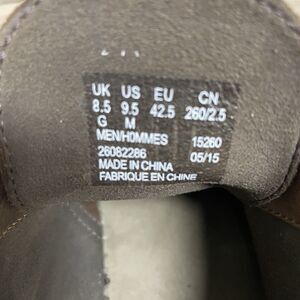 UK US EU CN
8.5 9.5 42.5 260/2.5
G M
MEN/HOMMES 15260
26082286 05/15
MADE IN CHINA
FABRIQUE EN CHINE